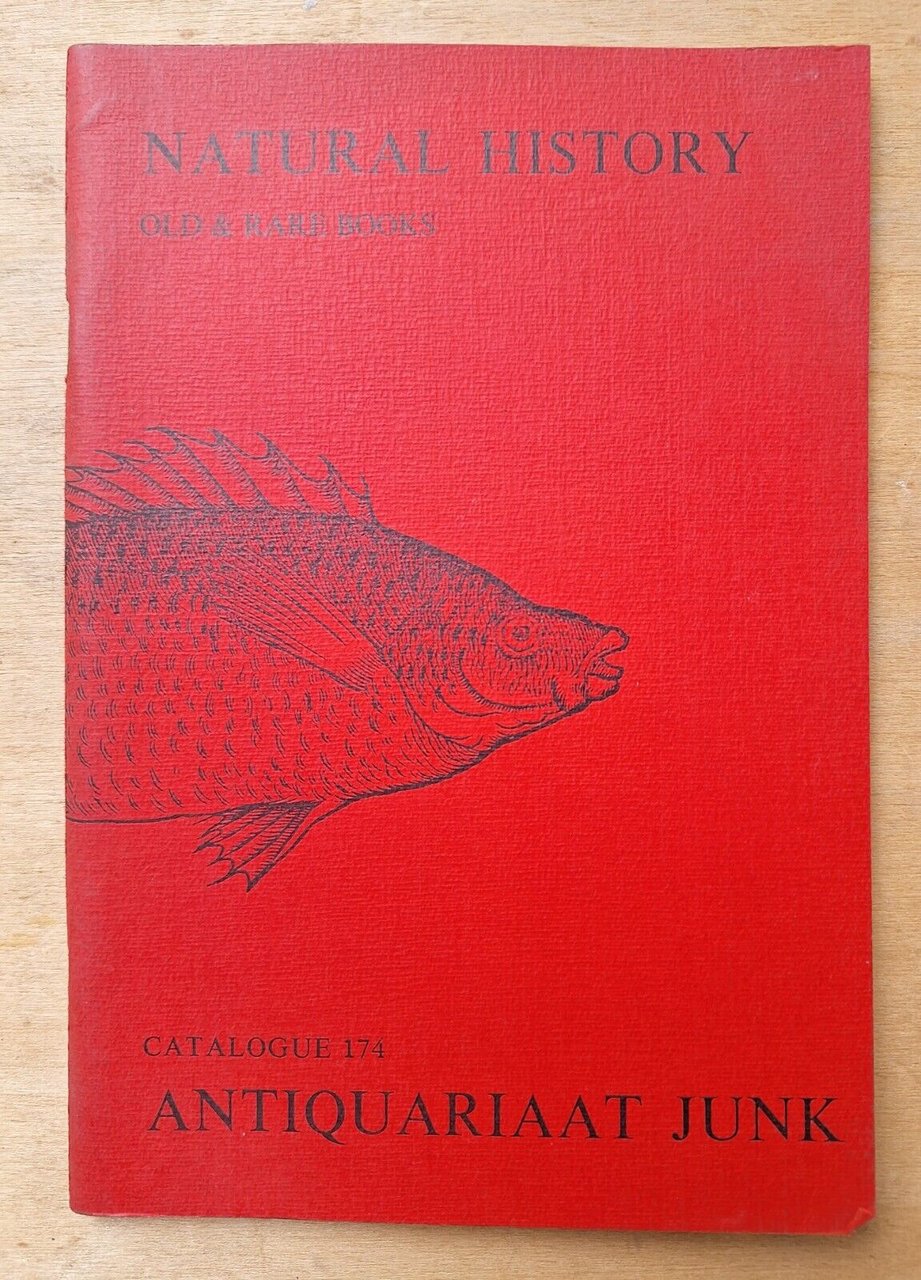 NATURAL HISTORY
OLD & RARE BOOKS
CATALOGUE 174
ANTIQUARIAAT JUNK